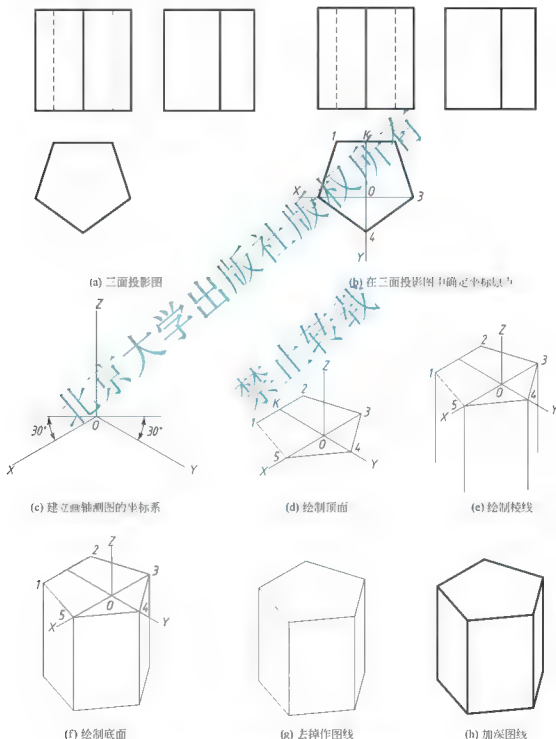 1 K
X O 3
4
Y
(a) 三面投影图
(b) 在三面投影图中确定坐标原点
Z
30° O 30°
X Y
(c) 建立画轴测图的坐标系
Z
2
K
1 3
O
5 4
X Y
(d) 绘制顶面
Z
2
1 3
O
X 5 4 Y
(e) 绘制棱线
Z
2
1 3
O
X 5 4 Y
(f) 绘制底面
(g) 去掉作图线
(h) 加深图线
北京大学出版社版权所有
禁止转载